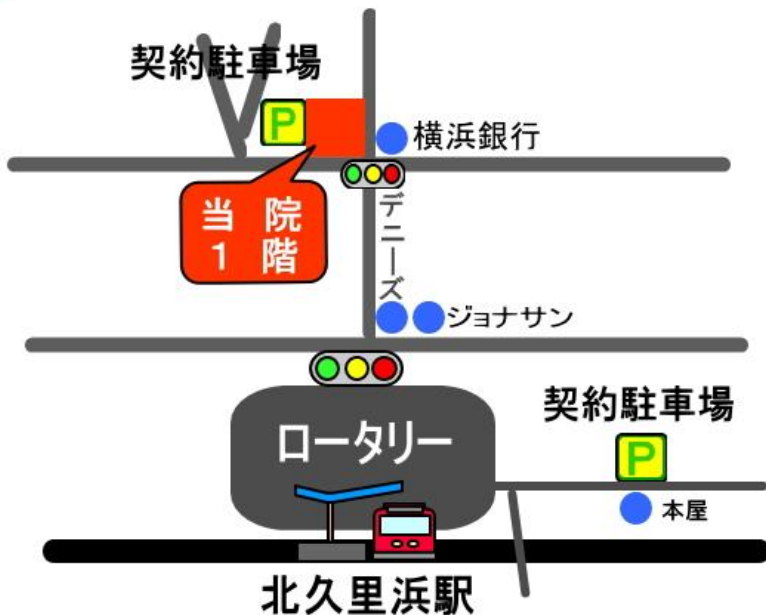 契約駐車場
P
横浜銀行
当 院
1 階
デニーズ
ジョナサン
ロータリー
契約駐車場
P
本屋
北久里浜駅